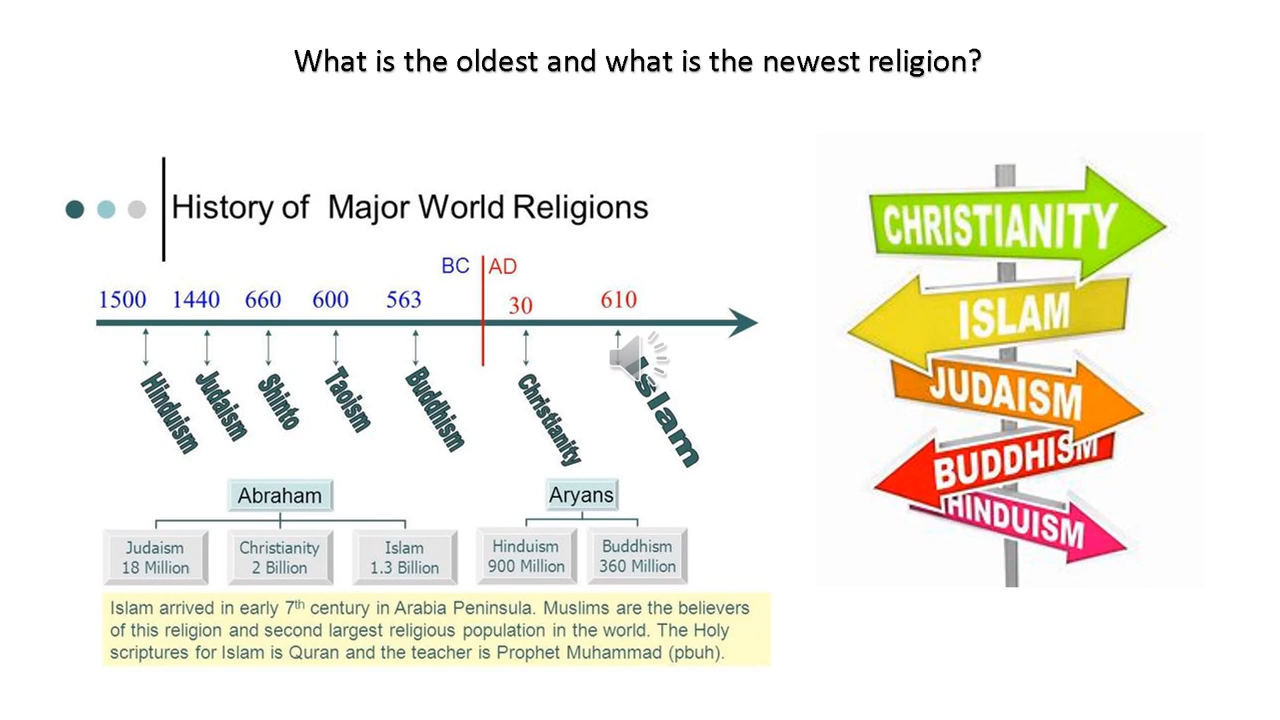 What is the oldest and what is the newest religion?
History of Major World Religions
BC AD
1500 1440 660 600 563 30 610
Hinduism Judaism Shinto Taoism Buddhism Christianity Islam
Abraham
Judaism
18 Million
Christianity
2 Billion
Islam
1.3 Billion
Aryans
Hinduism
900 Million
Buddhism
360 Million
Islam arrived in early 7th century in Arabia Peninsula. Muslims are the believers
of this religion and second largest religious population in the world. The Holy
scriptures for Islam is Quran and the teacher is Prophet Muhammad (pbuh).
CHRISTIANITY
ISLAM
JUDAISM
BUDDHISM
HINDUISM